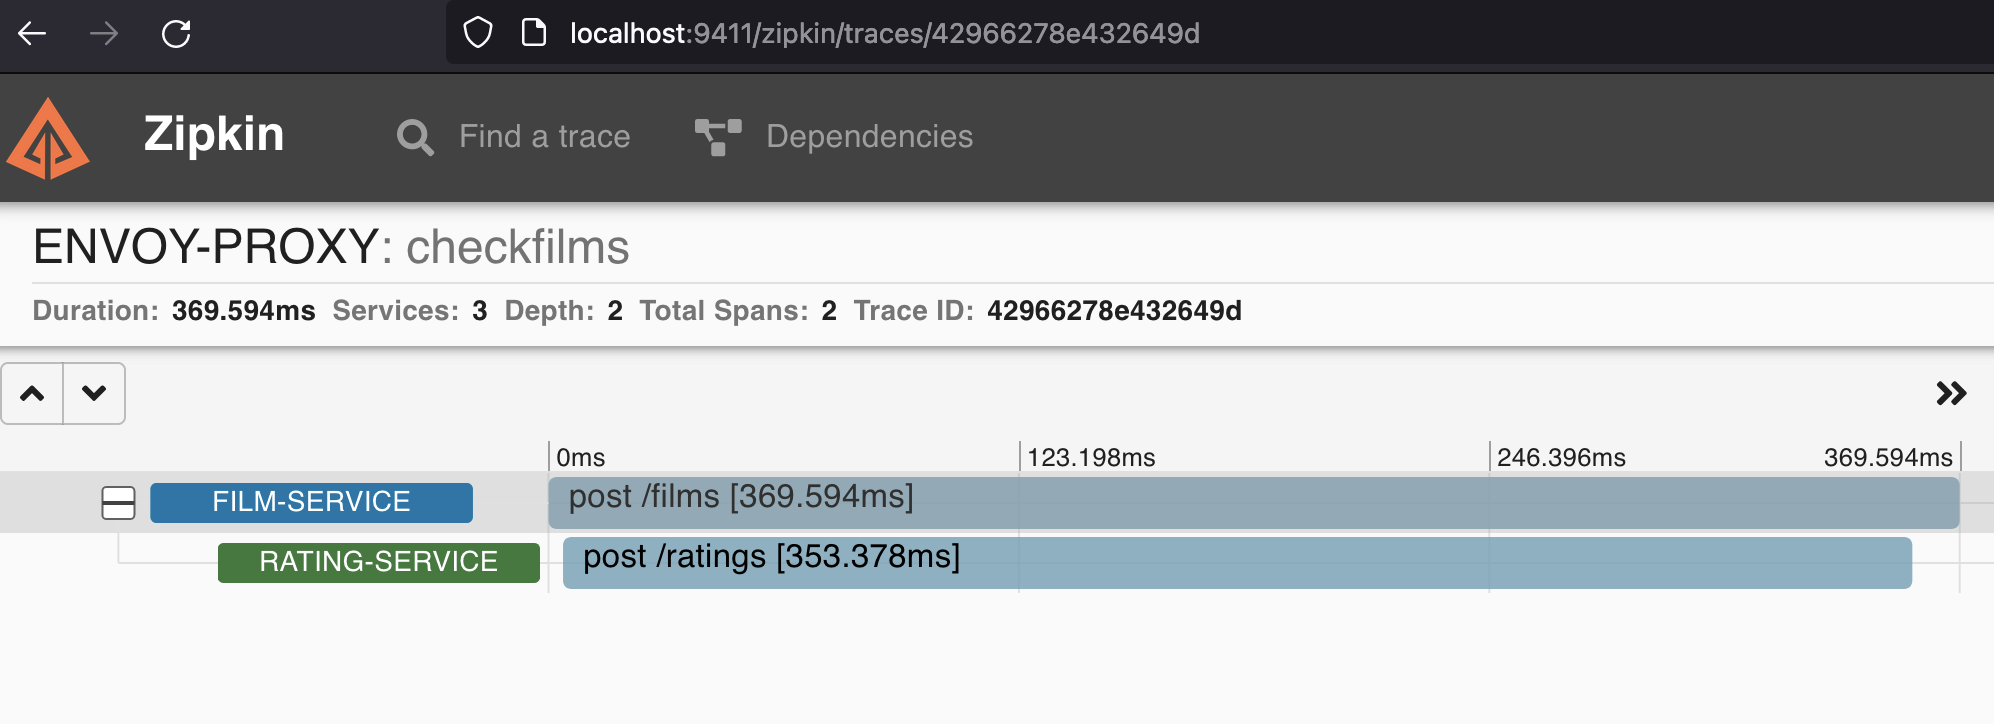 localhost:9411/zipkin/traces/42966278e432649d
Zipkin Find a trace Dependencies
ENVOY-PROXY: checkfilms
Duration: 369.594ms Services: 3 Depth: 2 Total Spans: 2 Trace ID: 42966278e432649d
0ms 123.198ms 246.396ms 369.594ms
FILM-SERVICE post /films [369.594ms]
RATING-SERVICE post /ratings [353.378ms]